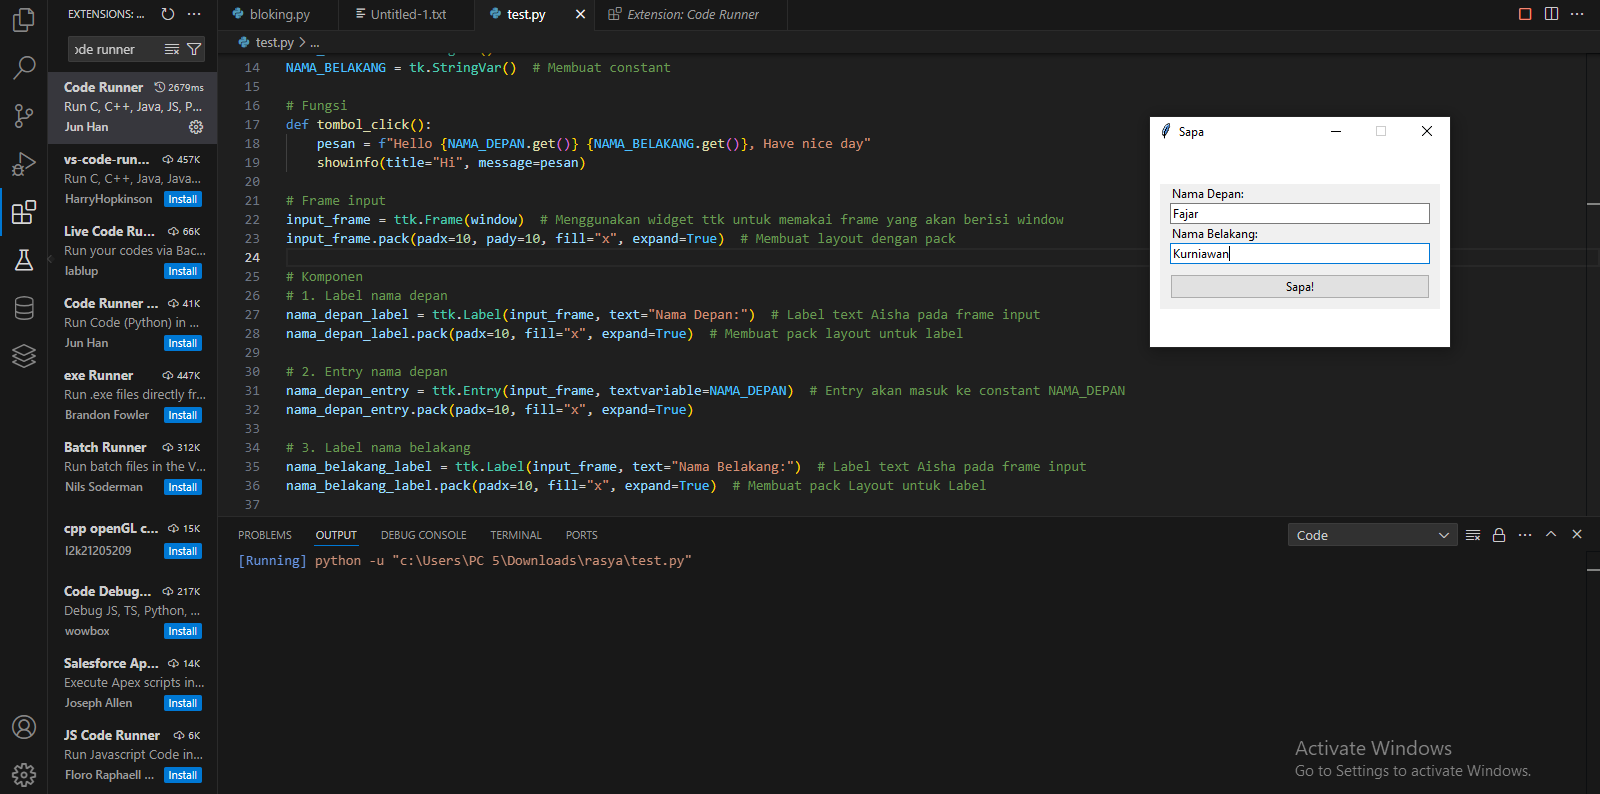 EXTENSIONS: ...
ode runner
Code Runner 2679ms
Run C, C++, Java, JS, P...
Jun Han
vs-code-run... 457K
Run C, C++, Java, Java...
HarryHopkinson Install
Live Code Ru... 66K
Run your codes via Bac...
lablup Install
Code Runner ... 41K
Run Code (Python) in ...
Jun Han Install
exe Runner 447K
Run .exe files directly fr...
Brandon Fowler Install
Batch Runner 312K
Run batch files in the V...
Nils Soderman Install
cpp openGL c... 15K
l2k21205209 Install
Code Debug... 217K
Debug JS, TS, Python, ...
wowbox Install
Salesforce Ap... 14K
Execute Apex scripts in...
Joseph Allen Install
JS Code Runner 6K
Run Javascript Code in...
Floro Raphaell ... Install
bloking.py Untitled-1.txt test.py Extension: Code Runner
test.py > ...
14 NAMA_BELAKANG = tk.StringVar()  # Membuat constant
15
16 # Fungsi
17 def tombol_click():
18     pesan = f"Hello {NAMA_DEPAN.get()} {NAMA_BELAKANG.get()}, Have nice day"
19     showinfo(title="Hi", message=pesan)
20
21 # Frame input
22 input_frame = ttk.Frame(window)  # Menggunakan widget ttk untuk memakai frame yang akan berisi window
23 input_frame.pack(padx=10, pady=10, fill="x", expand=True)  # Membuat layout dengan pack
24
25 # Komponen
26 # 1. Label nama depan
27 nama_depan_label = ttk.Label(input_frame, text="Nama Depan:")  # Label text Aisha pada frame input
28 nama_depan_label.pack(padx=10, fill="x", expand=True)  # Membuat pack layout untuk label
29
30 # 2. Entry nama depan
31 nama_depan_entry = ttk.Entry(input_frame, textvariable=NAMA_DEPAN)  # Entry akan masuk ke constant NAMA_DEPAN
32 nama_depan_entry.pack(padx=10, fill="x", expand=True)
33
34 # 3. Label nama belakang
35 nama_belakang_label = ttk.Label(input_frame, text="Nama Belakang:")  # Label text Aisha pada frame input
36 nama_belakang_label.pack(padx=10, fill="x", expand=True)  # Membuat pack Layout untuk Label
37
Sapa
Nama Depan:
Fajar
Nama Belakang:
Kurniawan
Sapa!
PROBLEMS OUTPUT DEBUG CONSOLE TERMINAL PORTS Code
[Running] python -u "c:\Users\PC 5\Downloads\rasya\test.py"
Activate Windows
Go to Settings to activate Windows.